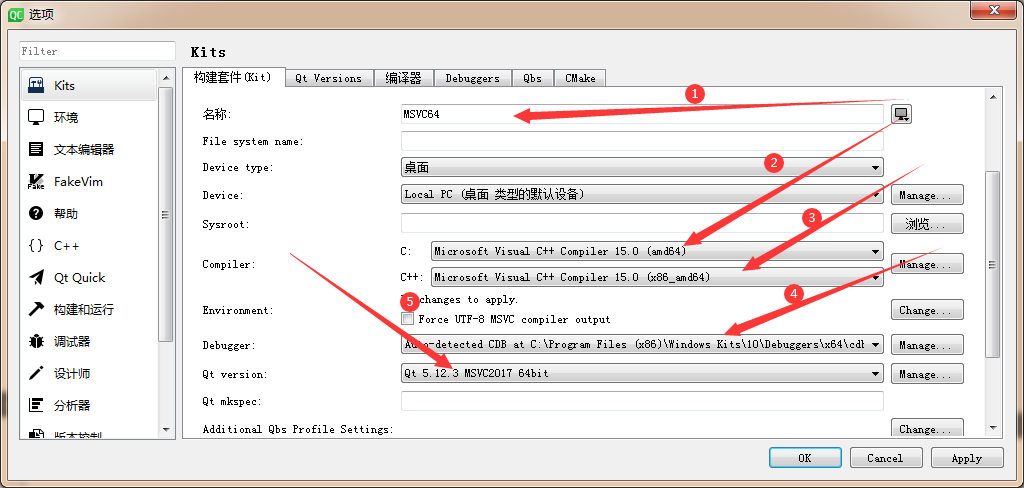 QC 选项
Filter
Kits
环境
文本编辑器
Fake FakeVim
帮助
{} C++
Qt Quick
构建和运行
调试器
设计师
分析器
版本控制
Kits
构建套件(Kit) Qt Versions 编译器 Debuggers Qbs CMake
1
名称: MSVC64
File system name:
2
Device type: 桌面
Device: Local PC (桌面 类型的默认设备) Manage...
3
Sysroot: 浏览...
Compiler: C: Microsoft Visual C++ Compiler 15.0 (amd64) Manage...
C++: Microsoft Visual C++ Compiler 15.0 (x86_amd64)
4
5
Environment: changes to apply. Change...
Force UTF-8 MSVC compiler output
Debugger: Auto-detected CDB at C:\Program Files (x86)\Windows Kits\10\Debuggers\x64\cdb Manage...
Qt version: Qt 5.12.3 MSVC2017 64bit Manage...
Qt mkspec:
Additional Qbs Profile Settings: Change...
OK Cancel Apply